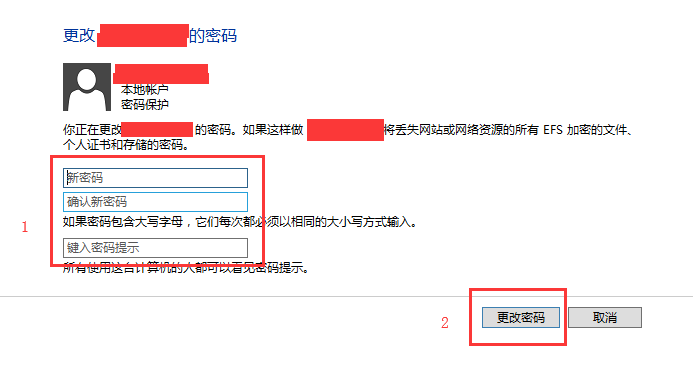 更改 的密码
本地帐户
密码保护
你正在更改 的密码。如果这样做 将丢失网站或网络资源的所有 EFS 加密的文件、
个人证书和存储的密码。
新密码
确认新密码
1
如果密码包含大写字母，它们每次都必须以相同的大小写方式输入。
键入密码提示
所有使用这台计算机的人都可以看见密码提示。
2
更改密码
取消